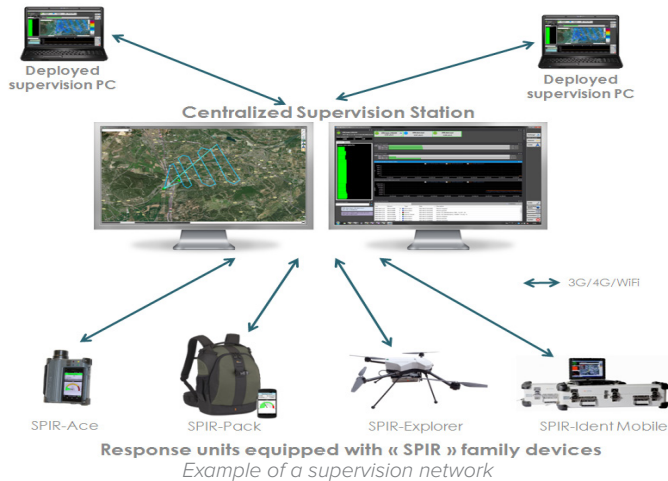 Deployed
supervision PC
Deployed
supervision PC
Centralized Supervision Station
3G/4G/WiFi
SPIR-Ace
SPIR-Pack
SPIR-Explorer
SPIR-Ident Mobile
Response units equipped with « SPIR » family devices
Example of a supervision network